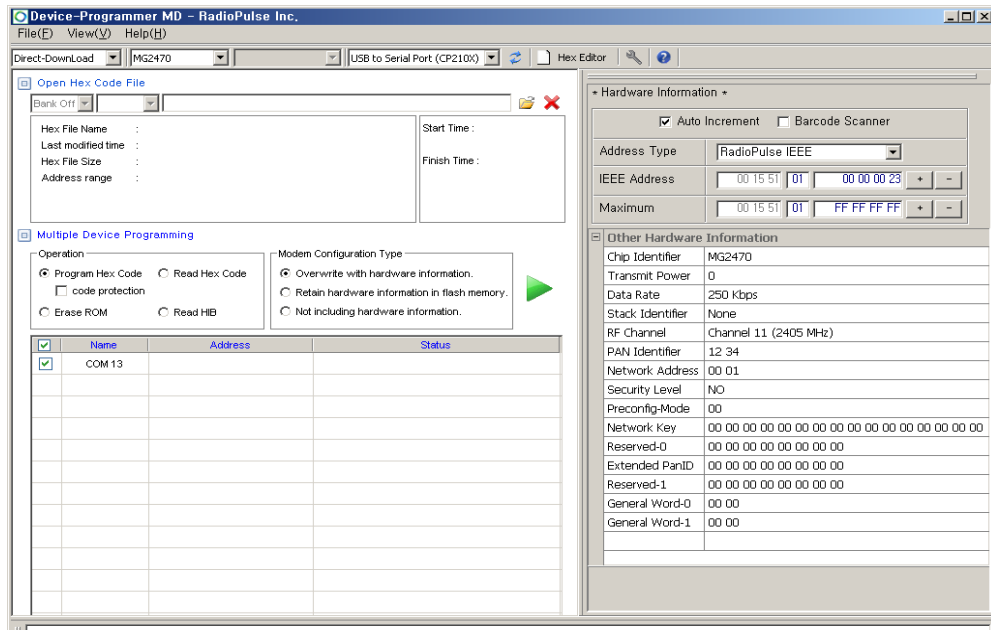 Device-Programmer MD - RadioPulse Inc.
File(F) View(V) Help(H)
Direct-DownLoad MG2470 USB to Serial Port (CP210X) Hex Editor
Open Hex Code File
Bank Off
Hex File Name :
Last modified time :
Hex File Size :
Address range :
Start Time :
Finish Time :
Multiple Device Programming
Operation
Program Hex Code Read Hex Code
code protection
Erase ROM Read HIB
Modem Configuration Type
Overwrite with hardware information.
Retain hardware information in flash memory.
Not including hardware information.
Name Address Status
COM 13
* Hardware Information *
Auto Increment Barcode Scanner
Address Type RadioPulse IEEE
IEEE Address 00 15 51 01 00 00 00 23 + -
Maximum 00 15 51 01 FF FF FF FF + -
Other Hardware Information
Chip Identifier MG2470
Transmit Power 0
Data Rate 250 Kbps
Stack Identifier None
RF Channel Channel 11 (2405 MHz)
PAN Identifier 12 34
Network Address 00 01
Security Level NO
Preconfig-Mode 00
Network Key 00 00 00 00 00 00 00 00 00 00 00 00 00 00 00 00
Reserved-0 00 00 00 00 00 00 00 00
Extended PanID 00 00 00 00 00 00 00 00
Reserved-1 00 00 00 00 00 00 00 00
General Word-0 00 00
General Word-1 00 00